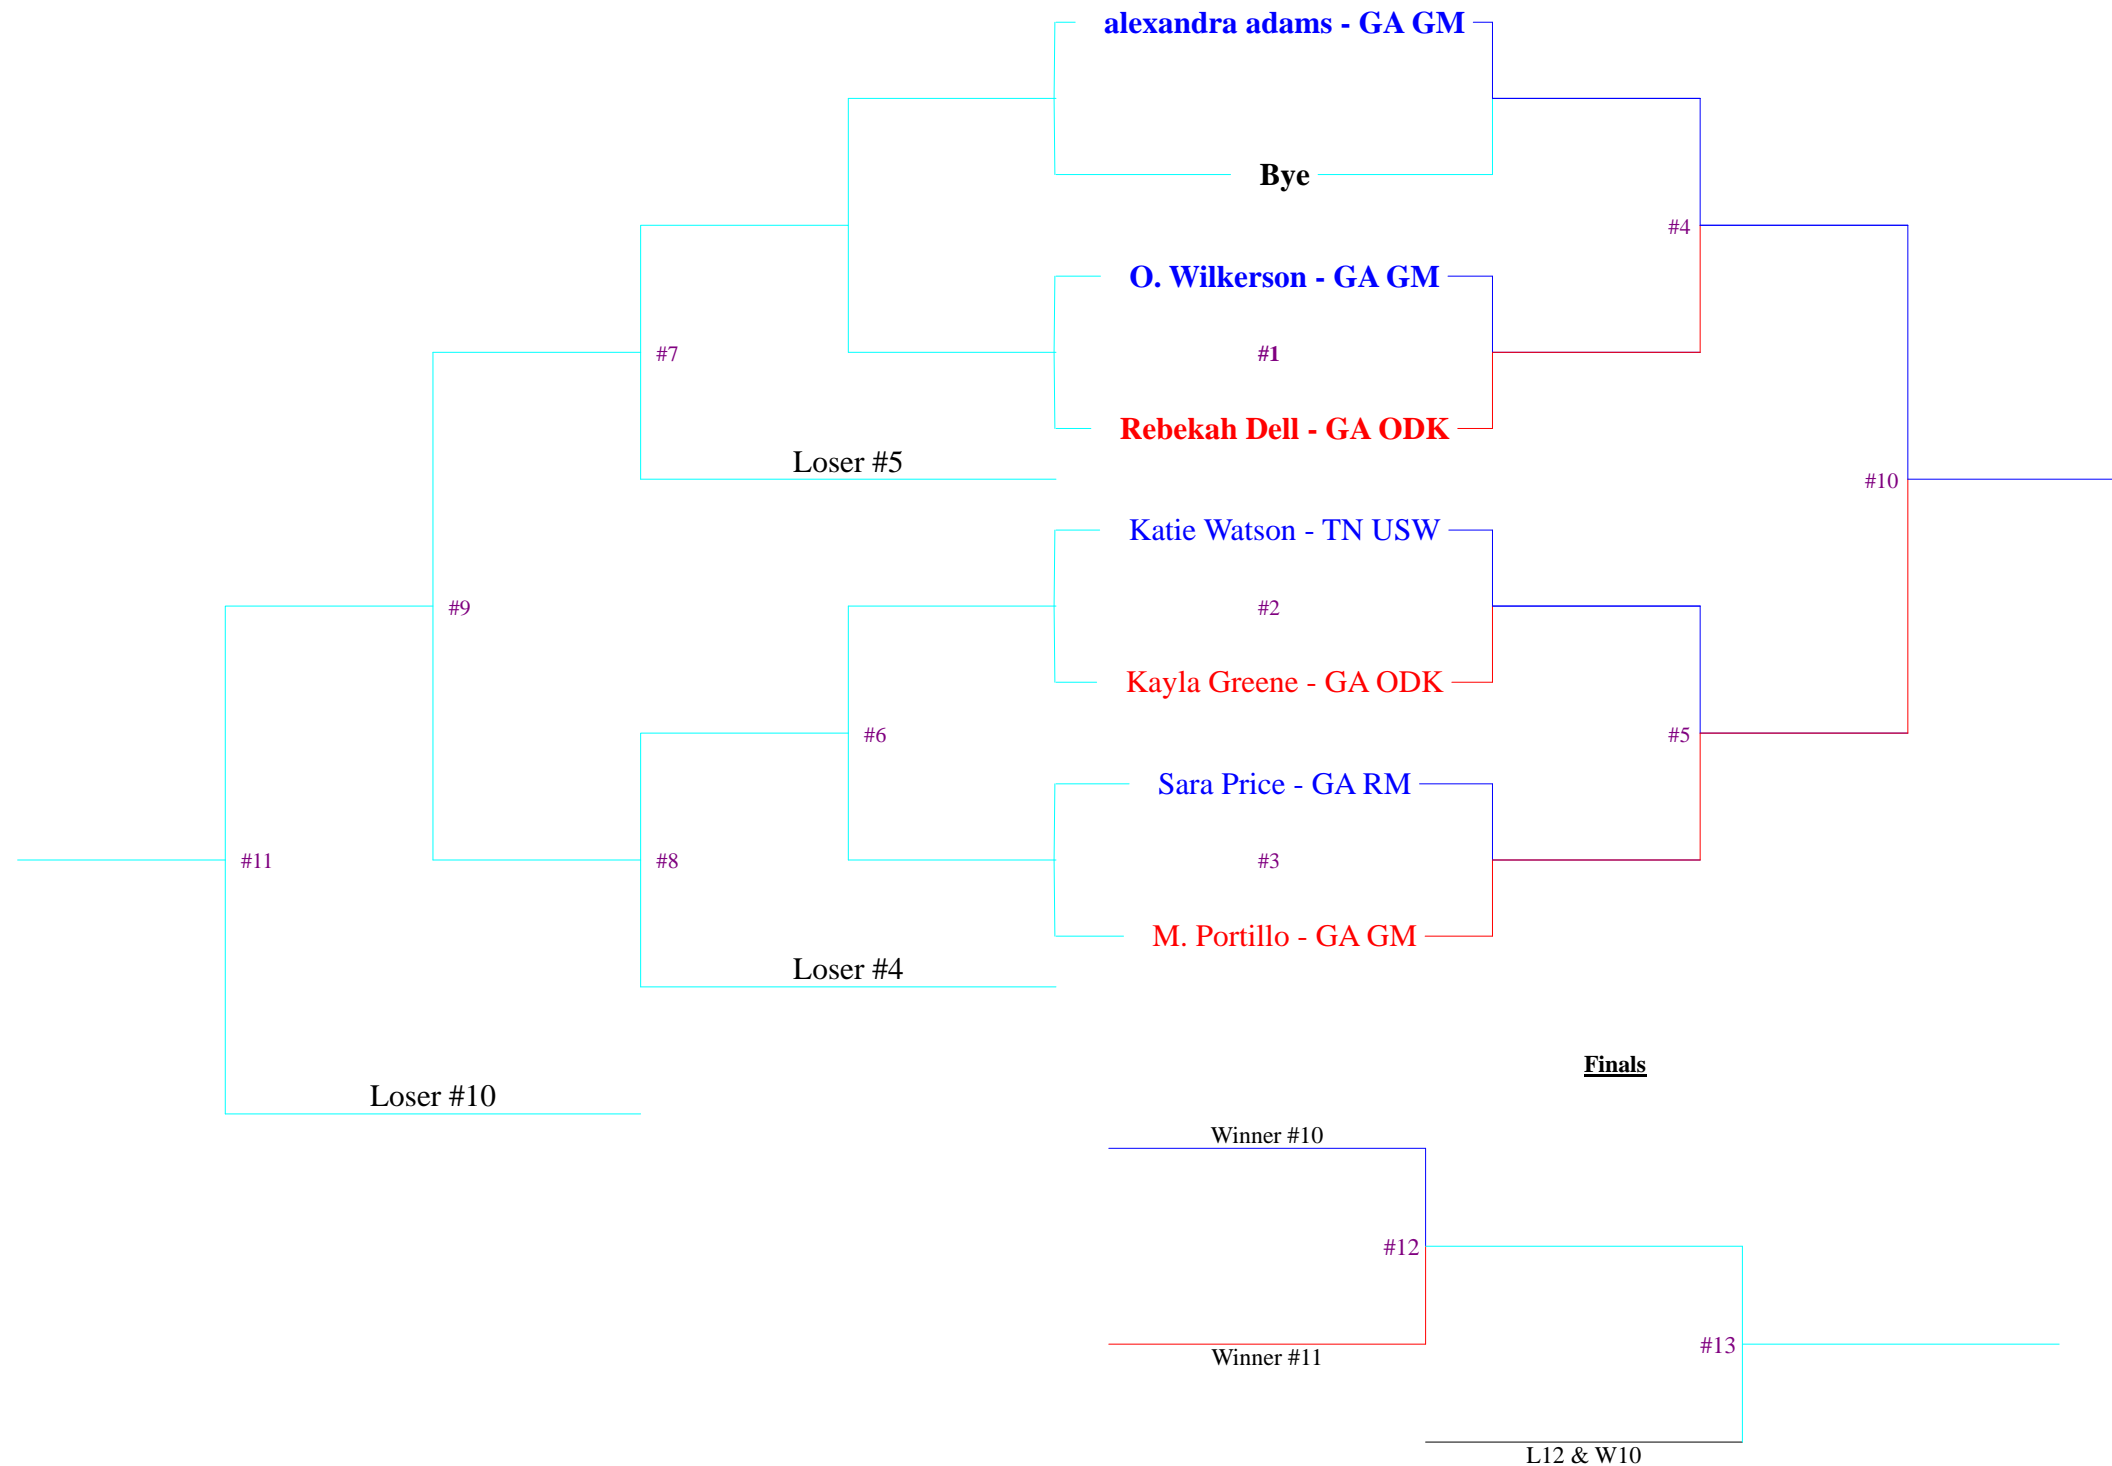 alexandra adams - GA GM
Bye
#4
O. Wilkerson - GA GM
#7
#1
Rebekah Dell - GA ODK
Loser #5
#10
Katie Watson - TN USW
#9
#2
Kayla Greene - GA ODK
#6
#5
Sara Price - GA RM
#11
#8
#3
M. Portillo - GA GM
Loser #4
Finals
Loser #10
Winner #10
#12
#13
Winner #11
L12 & W10